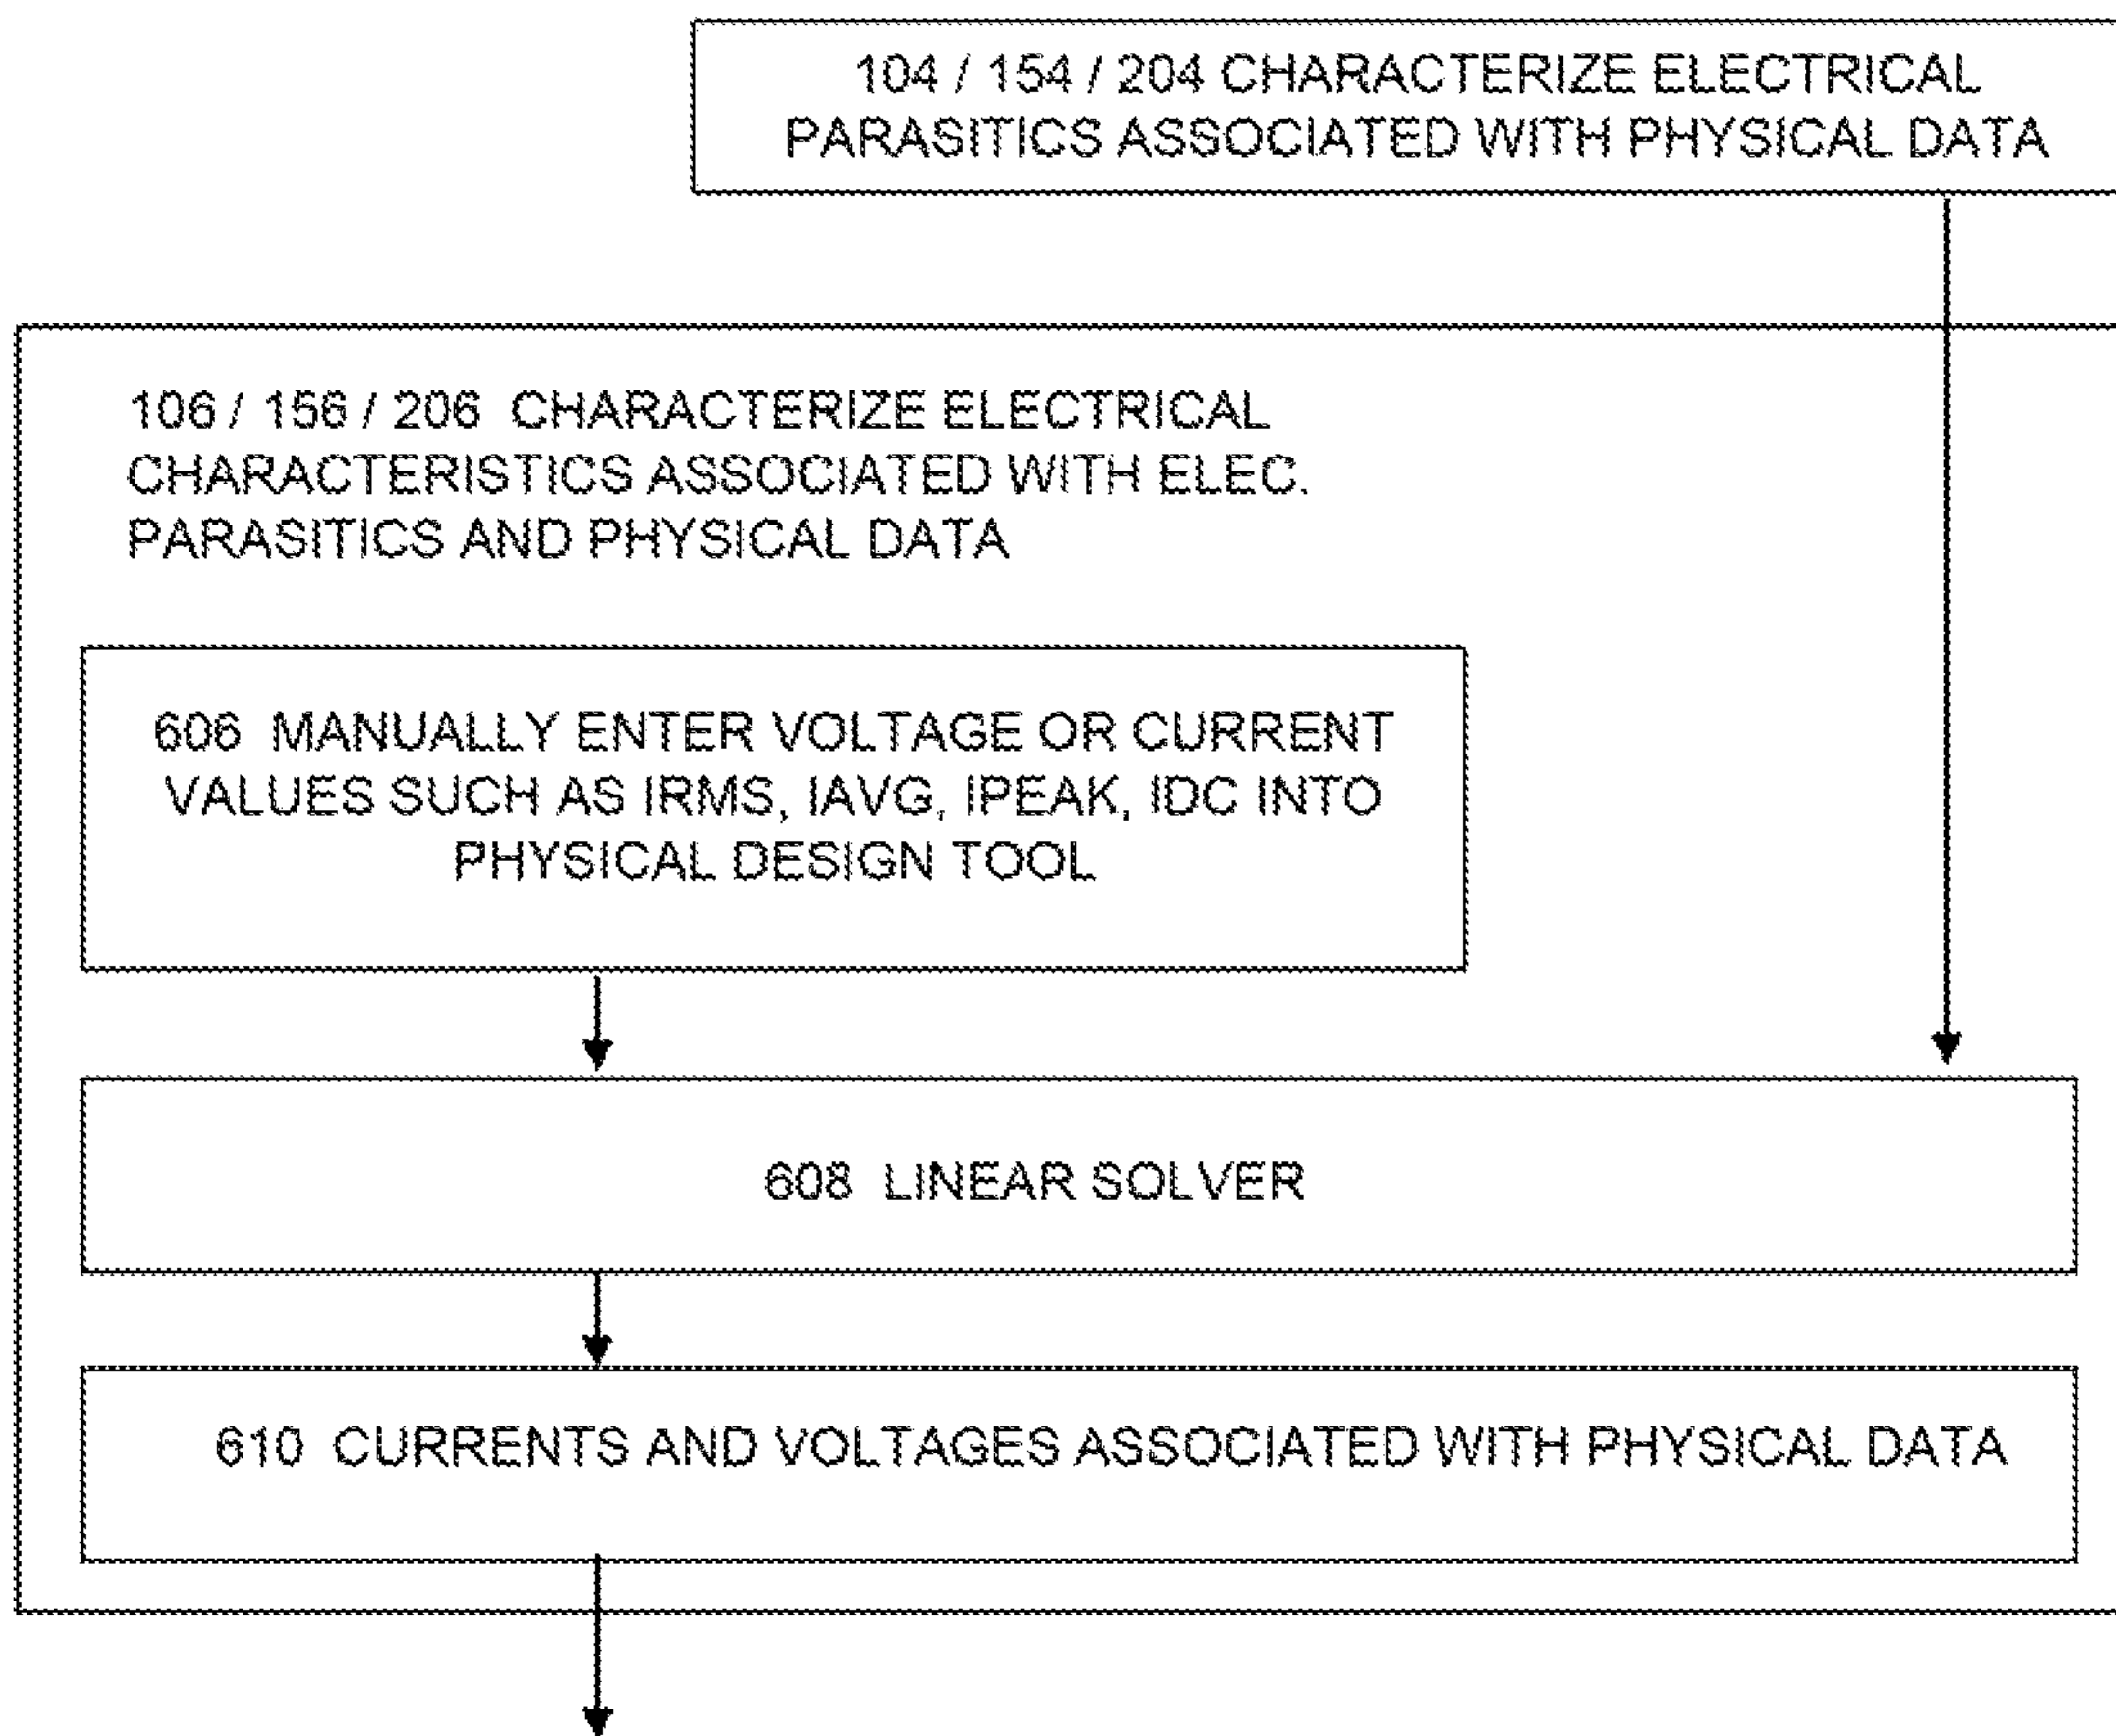 104 / 154 / 204 CHARACTERIZE ELECTRICAL
PARASITICS ASSOCIATED WITH PHYSICAL DATA
106 / 156 / 206 CHARACTERIZE ELECTRICAL
CHARACTERISTICS ASSOCIATED WITH ELEC.
PARASITICS AND PHYSICAL DATA
606 MANUALLY ENTER VOLTAGE OR CURRENT
VALUES SUCH AS IRMS, IAVG, IPEAK, IDC INTO
PHYSICAL DESIGN TOOL
608 LINEAR SOLVER
610 CURRENTS AND VOLTAGES ASSOCIATED WITH PHYSICAL DATA